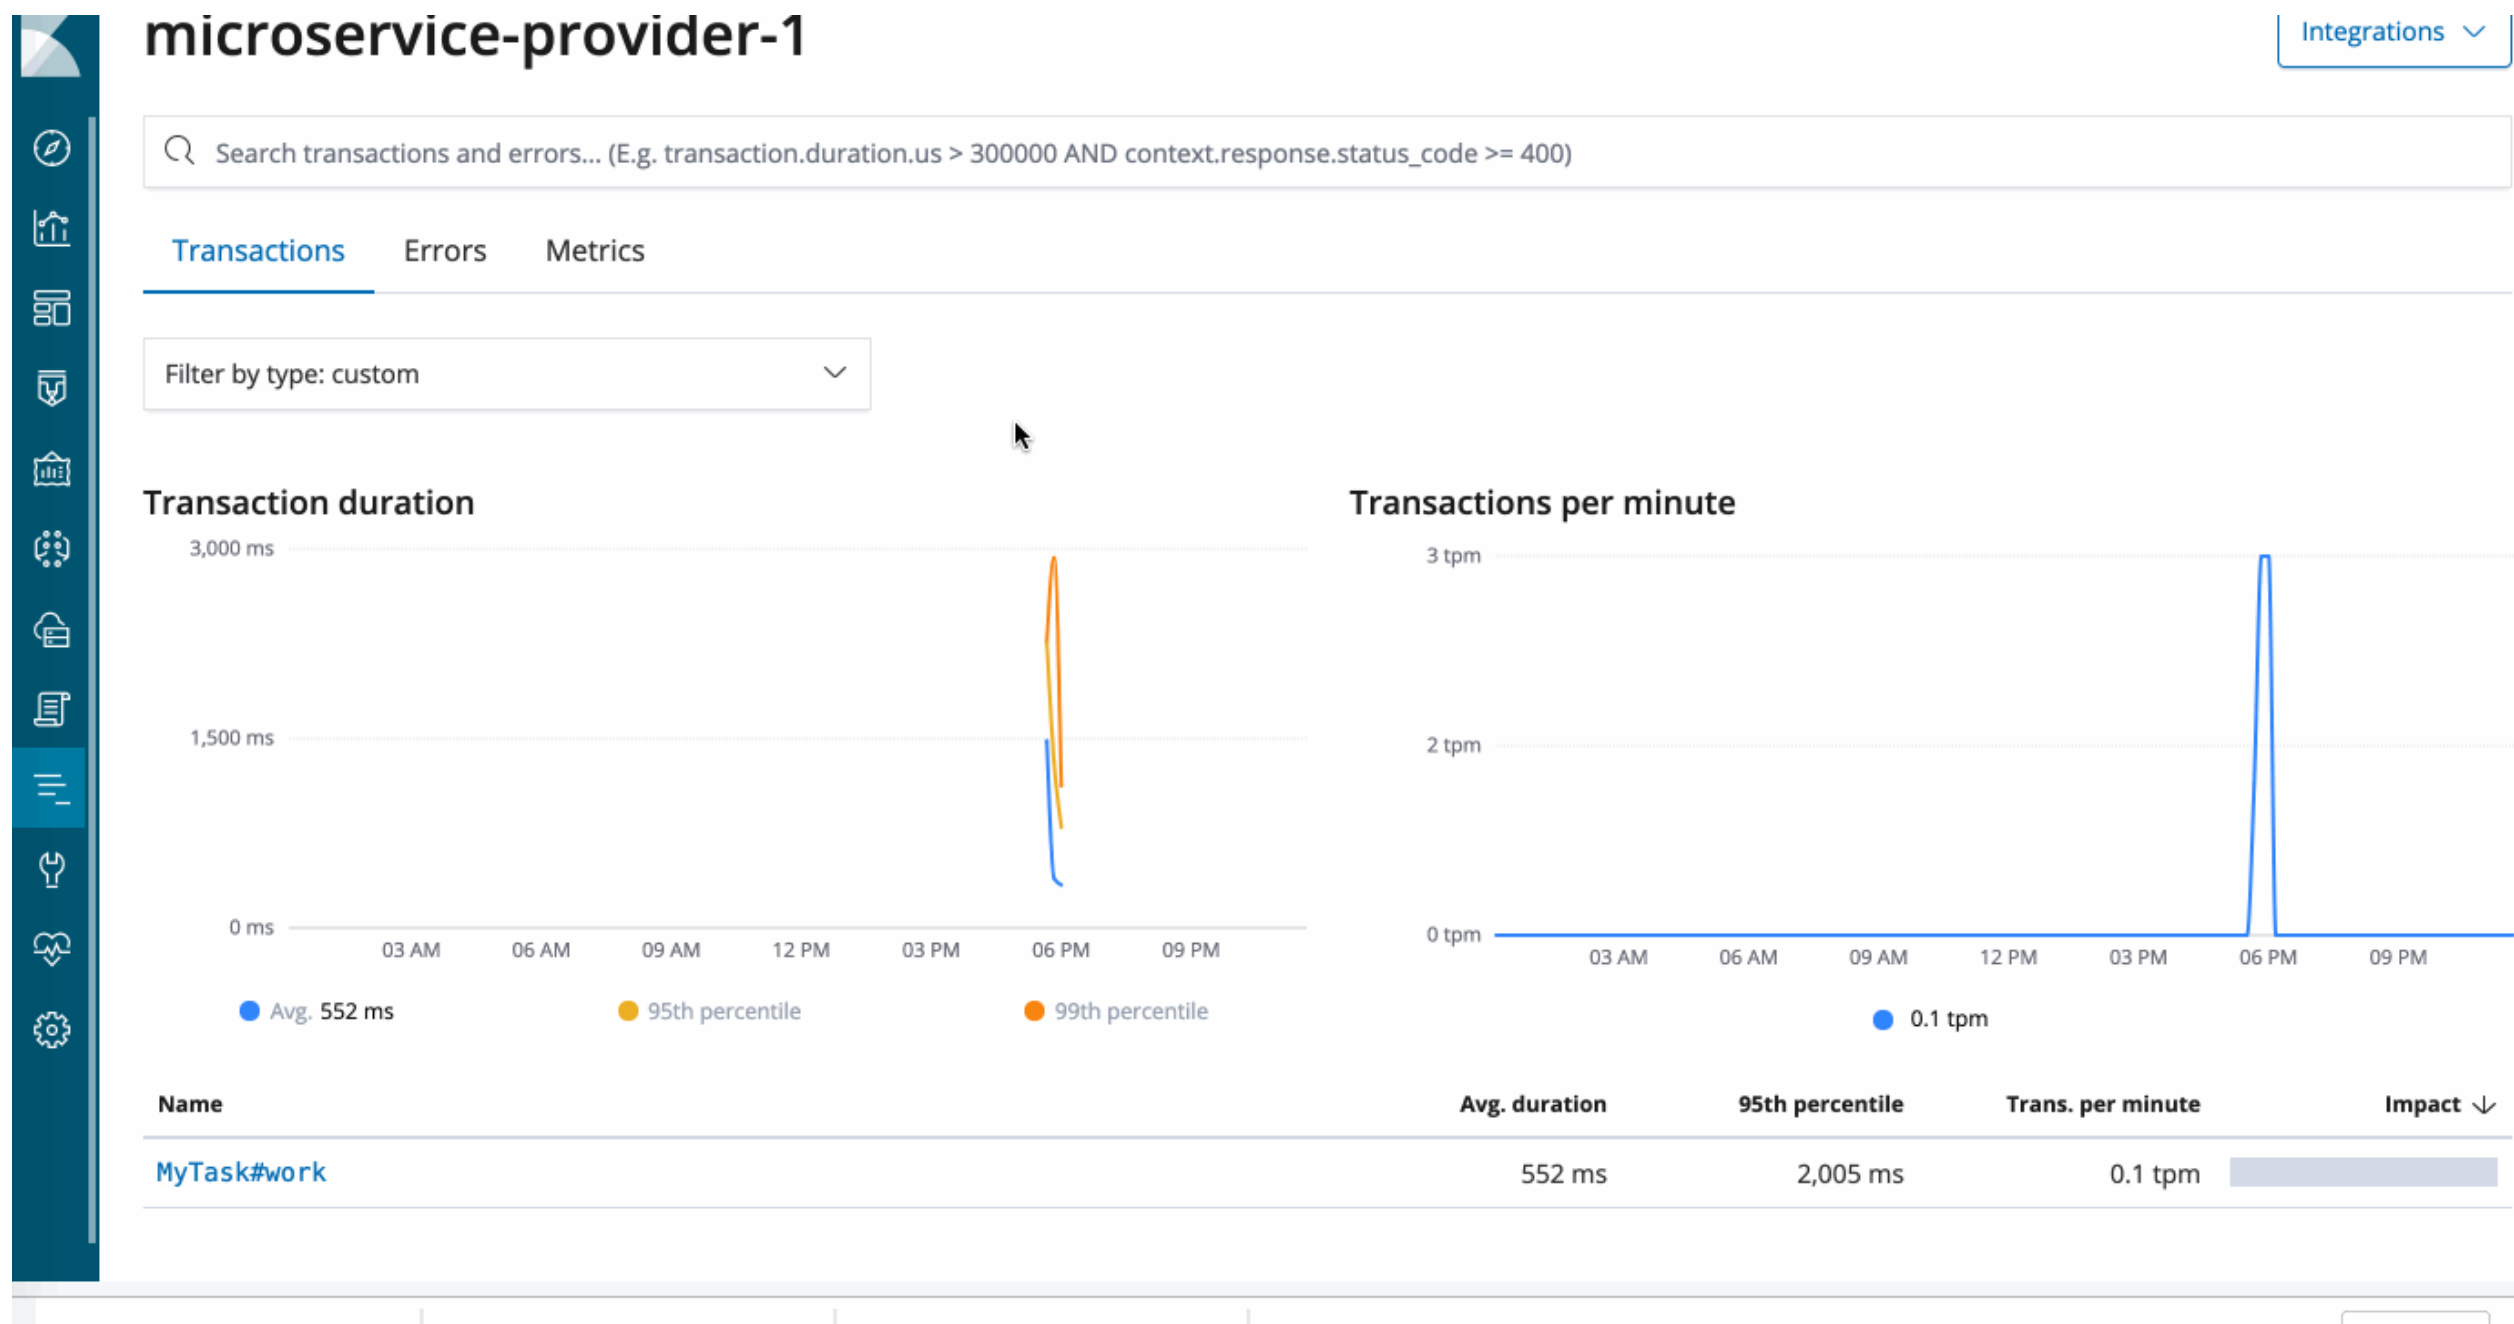 microservice-provider-1
Integrations
Search transactions and errors... (E.g. transaction.duration.us > 300000 AND context.response.status_code >= 400)
Transactions Errors Metrics
Filter by type: custom
Transaction duration
3,000 ms
1,500 ms
0 ms
03 AM 06 AM 09 AM 12 PM 03 PM 06 PM 09 PM
Avg. 552 ms 95th percentile 99th percentile
Transactions per minute
3 tpm
2 tpm
0 tpm
03 AM 06 AM 09 AM 12 PM 03 PM 06 PM 09 PM
0.1 tpm
Name Avg. duration 95th percentile Trans. per minute Impact
MyTask#work 552 ms 2,005 ms 0.1 tpm